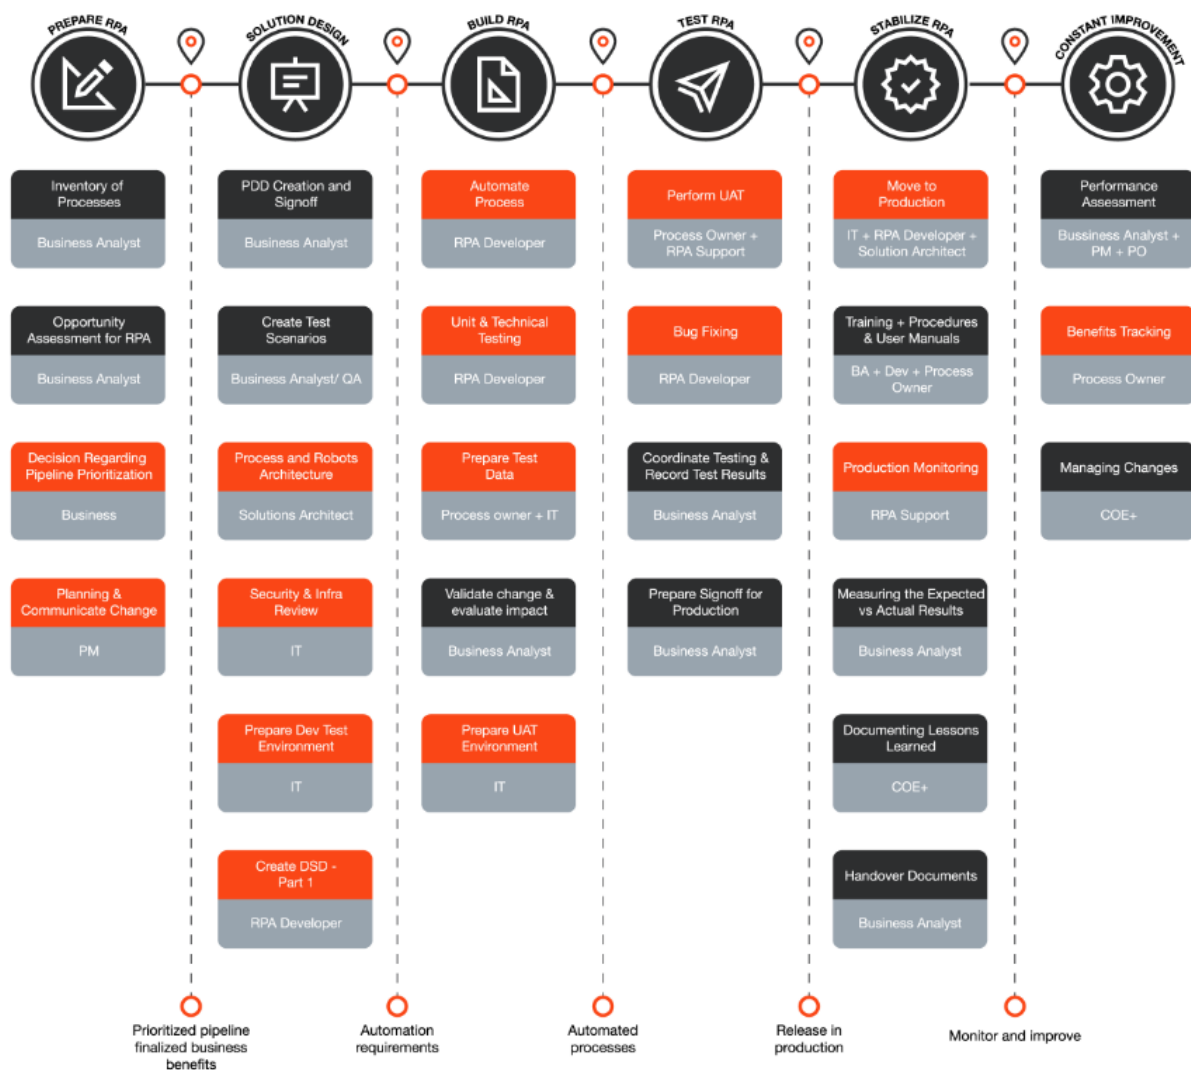 PREPARE RPA
SOLUTION DESIGN
BUILD RPA
TEST RPA
STABILIZE RPA
CONSTANT IMPROVEMENT
Inventory of
Processes
Business Analyst
Opportunity
Assessment for RPA
Business Analyst
Decision Regarding
Pipeline Prioritization
Business
Planning &
Communicate Change
PM
PDD Creation and
Signoff
Business Analyst
Create Test
Scenarios
Business Analyst/ QA
Process and Robots
Architecture
Solutions Architect
Security & Infra
Review
IT
Prepare Dev Test
Environment
IT
Create DSD -
Part 1
RPA Developer
Automate
Process
RPA Developer
Unit & Technical
Testing
RPA Developer
Prepare Test
Data
Process owner + IT
Validate change &
evaluate impact
Business Analyst
Prepare UAT
Environment
IT
Perform UAT
Process Owner +
RPA Support
Bug Fixing
RPA Developer
Coordinate Testing &
Record Test Results
Business Analyst
Prepare Signoff for
Production
Business Analyst
Move to
Production
IT + RPA Developer +
Solution Architect
Training + Procedures
& User Manuals
BA + Dev + Process
Owner
Production Monitoring
RPA Support
Measuring the Expected
vs Actual Results
Business Analyst
Documenting Lessons
Learned
COE+
Handover Documents
Business Analyst
Performance
Assessment
Bussiness Analyst +
PM + PO
Benefits Tracking
Process Owner
Managing Changes
COE+
Prioritized pipeline
finalized business
benefits
Automation
requirements
Automated
processes
Release in
production
Monitor and improve